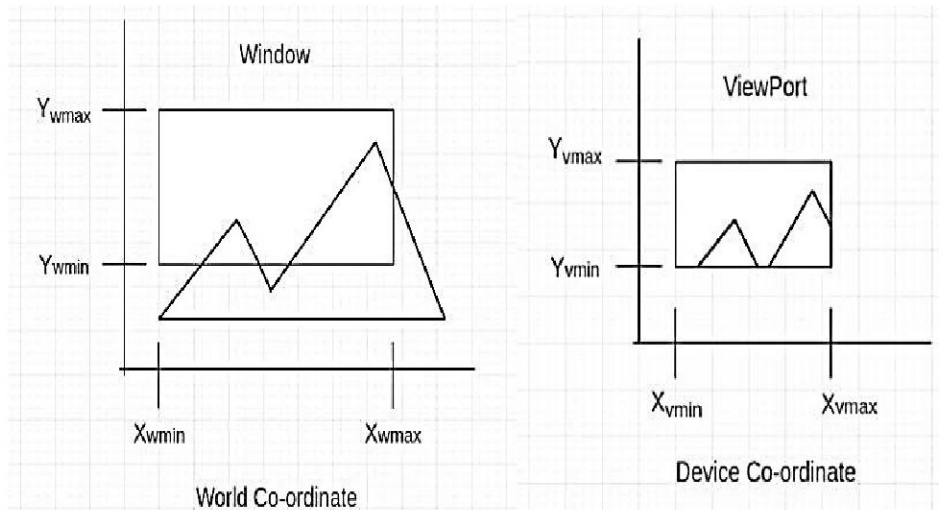 Window
Ywmax
Ywmin
Xwmin
Xwmax
World Co-ordinate
ViewPort
Yvmax
Yvmin
Xvmin
Xvmax
Device Co-ordinate